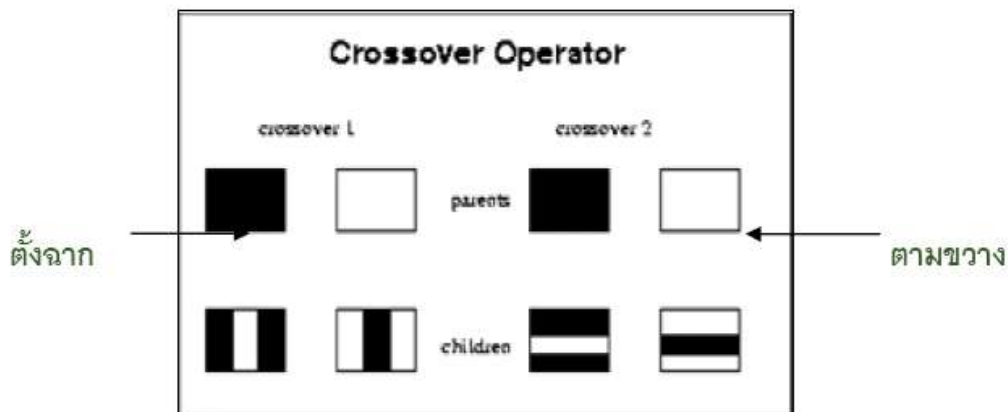 Crossover Operator
crossover 1 crossover 2
parents
ตั้งฉาก ตามขวาง
children